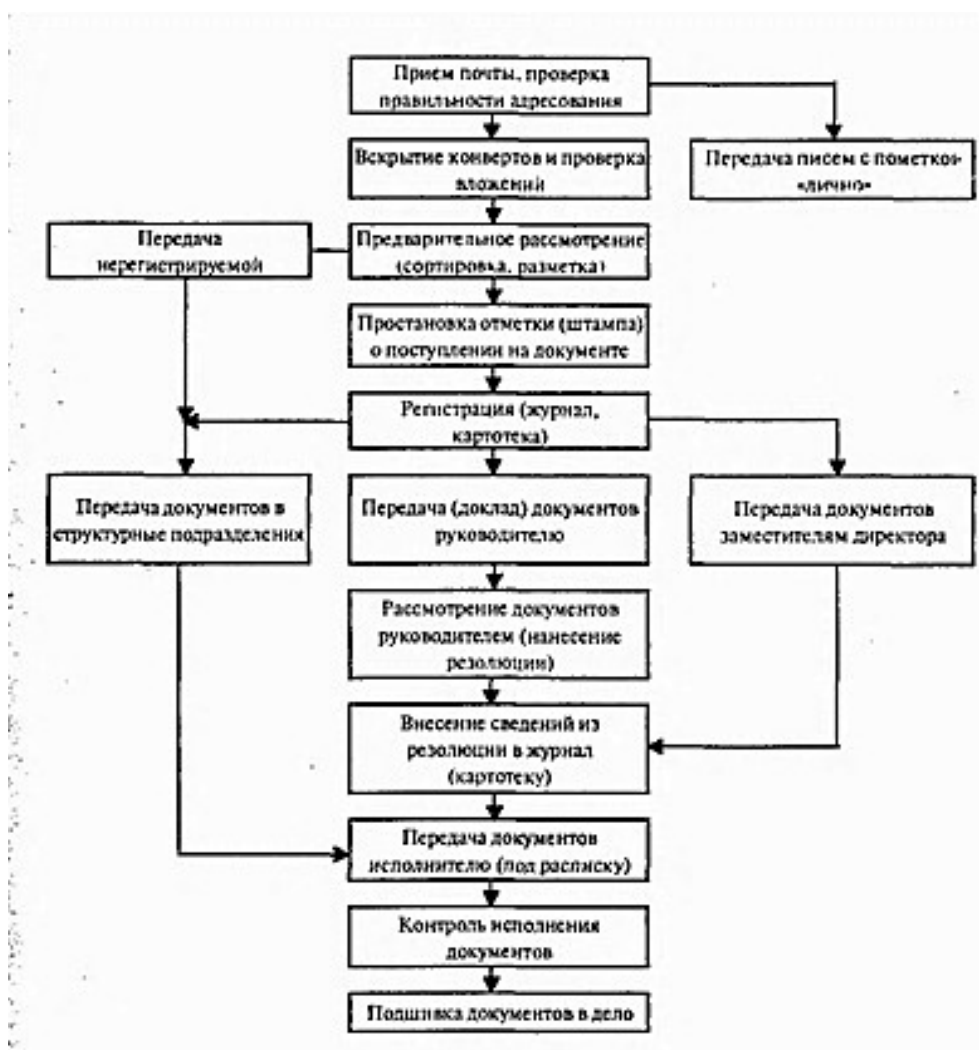 Прием почты, проверка
правильности адресования
Вскрытие конвертов и проверка
вложений
Передача писем с пометкой
«лично»
Передача
нерегистрируемой
Предварительное рассмотрение
(сортировка, разметка)
Простановка отметки (штампа)
о поступлении на документе
Регистрация (журнал,
картотека)
Передача документов в
структурные подразделения
Передача (доклад) документов
руководителю
Передача документов
заместителям директора
Рассмотрение документов
руководителем (нанесение
резолюции)
Внесение сведений из
резолюции в журнал
(картотеку)
Передача документов
исполнителю (под расписку)
Контроль исполнения
документов
Подшивка документов в дело